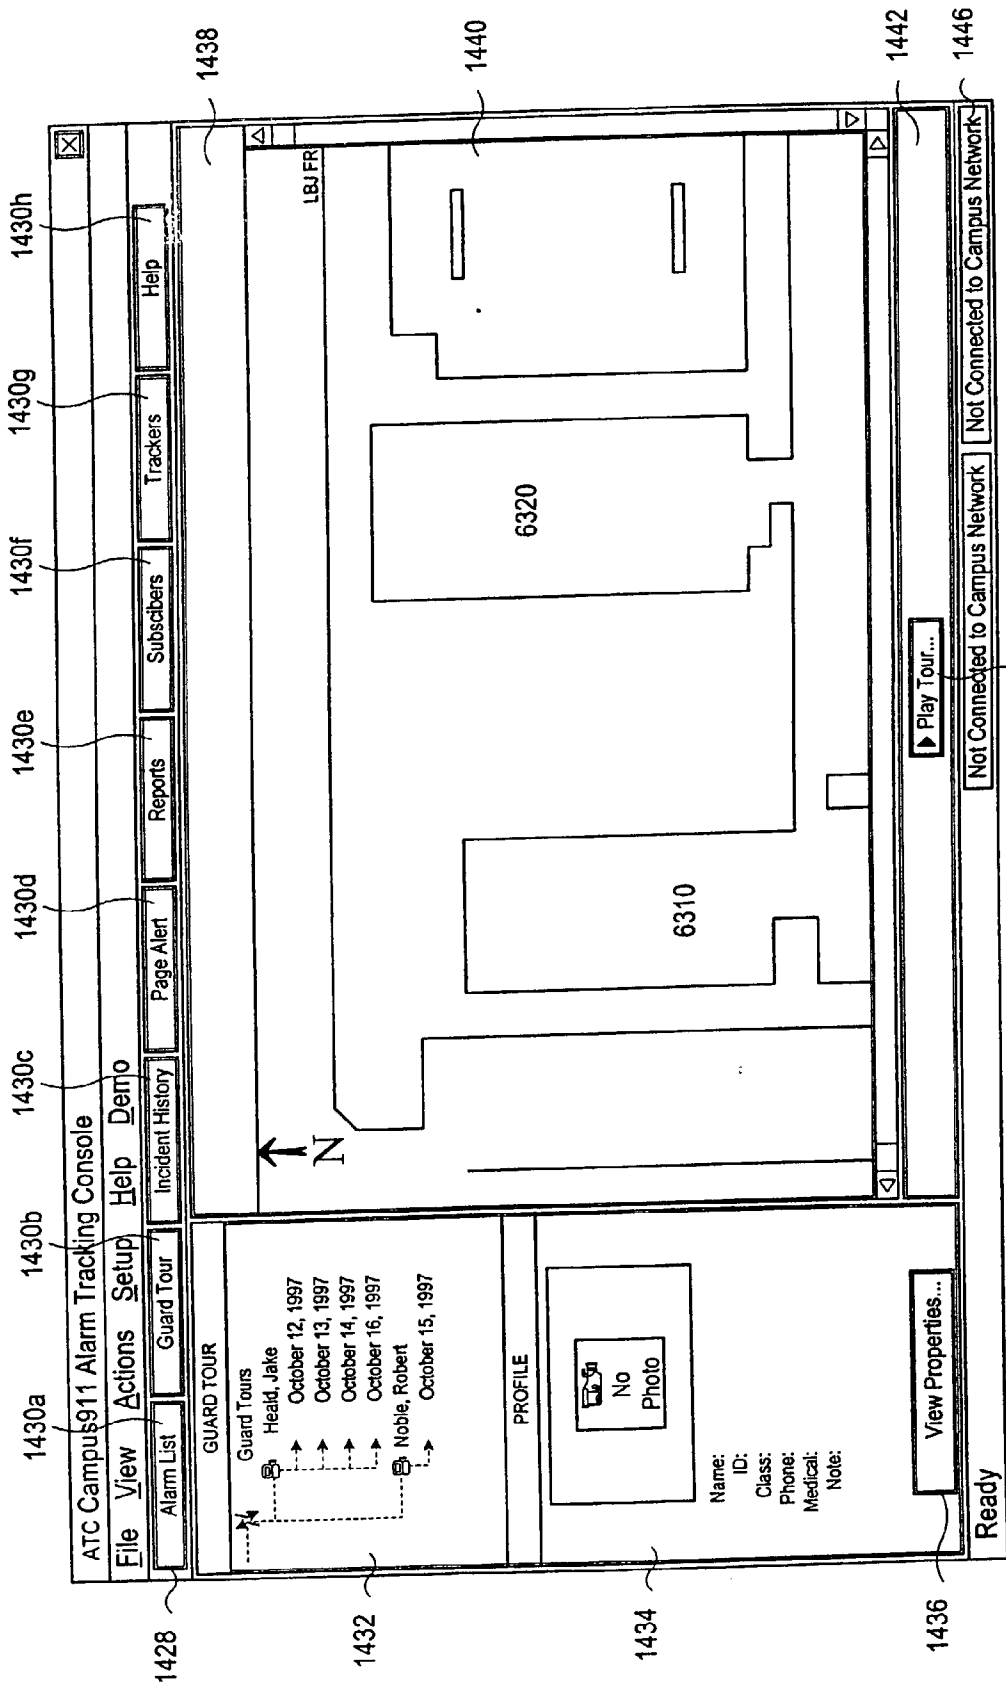 1430a
1430b
1430c
1430d
1430e
1430f
1430g
1430h
ATC Campus911 Alarm Tracking Console
File View Actions Setup Help Demo
1428
Alarm List
Guard Tour
Incident History
Page Alert
Reports
Subscibers
Trackers
Help
1438
GUARD TOUR
Guard Tours
Heald, Jake
October 12, 1997
October 13, 1997
October 14, 1997
October 16, 1997
Noble, Robert
October 15, 1997
1432
N
LBJ FR
6310
6320
1440
PROFILE
No
Photo
Name:
ID:
Class:
Phone:
Medical:
Note:
1434
View Properties...
1436
▶ Play Tour...
1442
Ready
Not Connected to Campus Network
Not Connected to Campus Network
1446